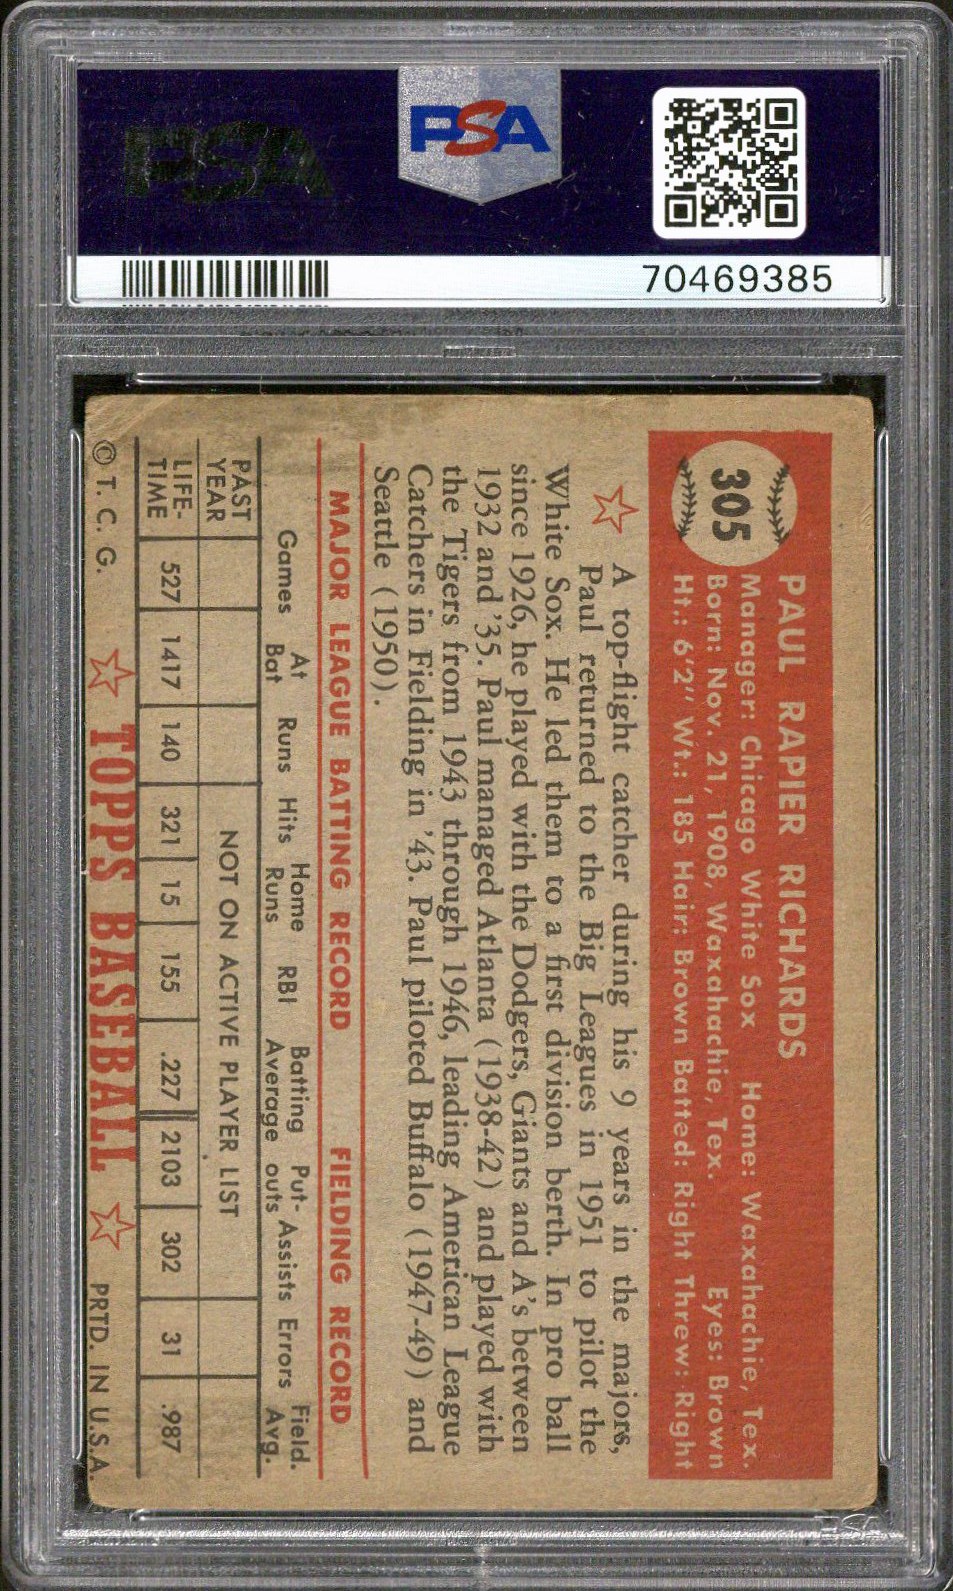 PSA
PSA
70469385
305
PAUL RAPIER RICHARDS
Manager: Chicago White Sox Home: Waxahachie, Tex.
Born: Nov. 21, 1908, Waxahachie, Tex. Eyes: Brown
Ht.: 6'2" Wt.: 185 Hair: Brown Batted: Right Threw: Right
A top-flight catcher during his 9 years in the majors,
Paul returned to the Big Leagues in 1951 to pilot the
White Sox. He led them to a first division berth. In pro ball
since 1926, he played with the Dodgers, Giants and A's between
1932 and '35. Paul managed Atlanta (1938-42) and played with
the Tigers from 1943 through 1946, leading American League
Catchers in Fielding in '43. Paul piloted Buffalo (1947-49) and
Seattle (1950).
MAJOR LEAGUE BATTING RECORD FIELDING RECORD
Games At Bat Runs Hits Home Runs RBI Batting Average Put-outs Assists Errors Field. Avg.
PAST YEAR NOT ON ACTIVE PLAYER LIST
LIFE-TIME 527 1417 140 321 15 155 .227 2103 302 31 .987
© T. C. G. TOPPS BASEBALL PRTD. IN U.S.A.
PSA